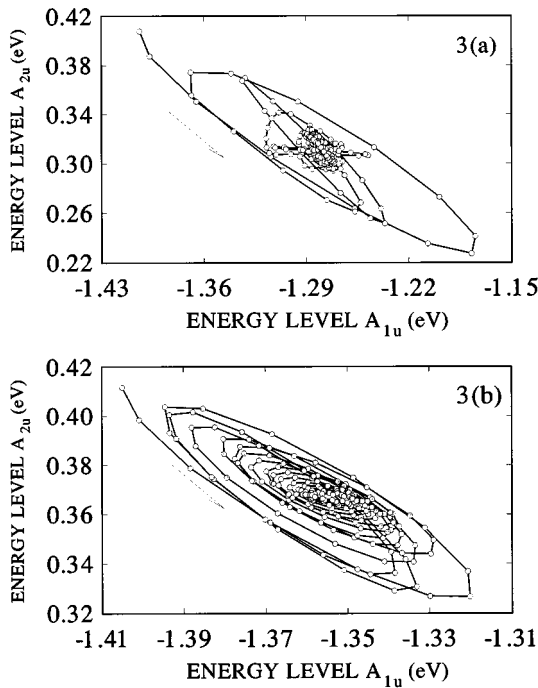 0.42
0.38
0.34
0.30
0.26
0.22
ENERGY LEVEL A2u (eV)
3(a)
-1.43 -1.36 -1.29 -1.22 -1.15
ENERGY LEVEL A1u (eV)
0.42
0.40
0.38
0.36
0.34
0.32
ENERGY LEVEL A2u (eV)
3(b)
-1.41 -1.39 -1.37 -1.35 -1.33 -1.31
ENERGY LEVEL A1u (eV)